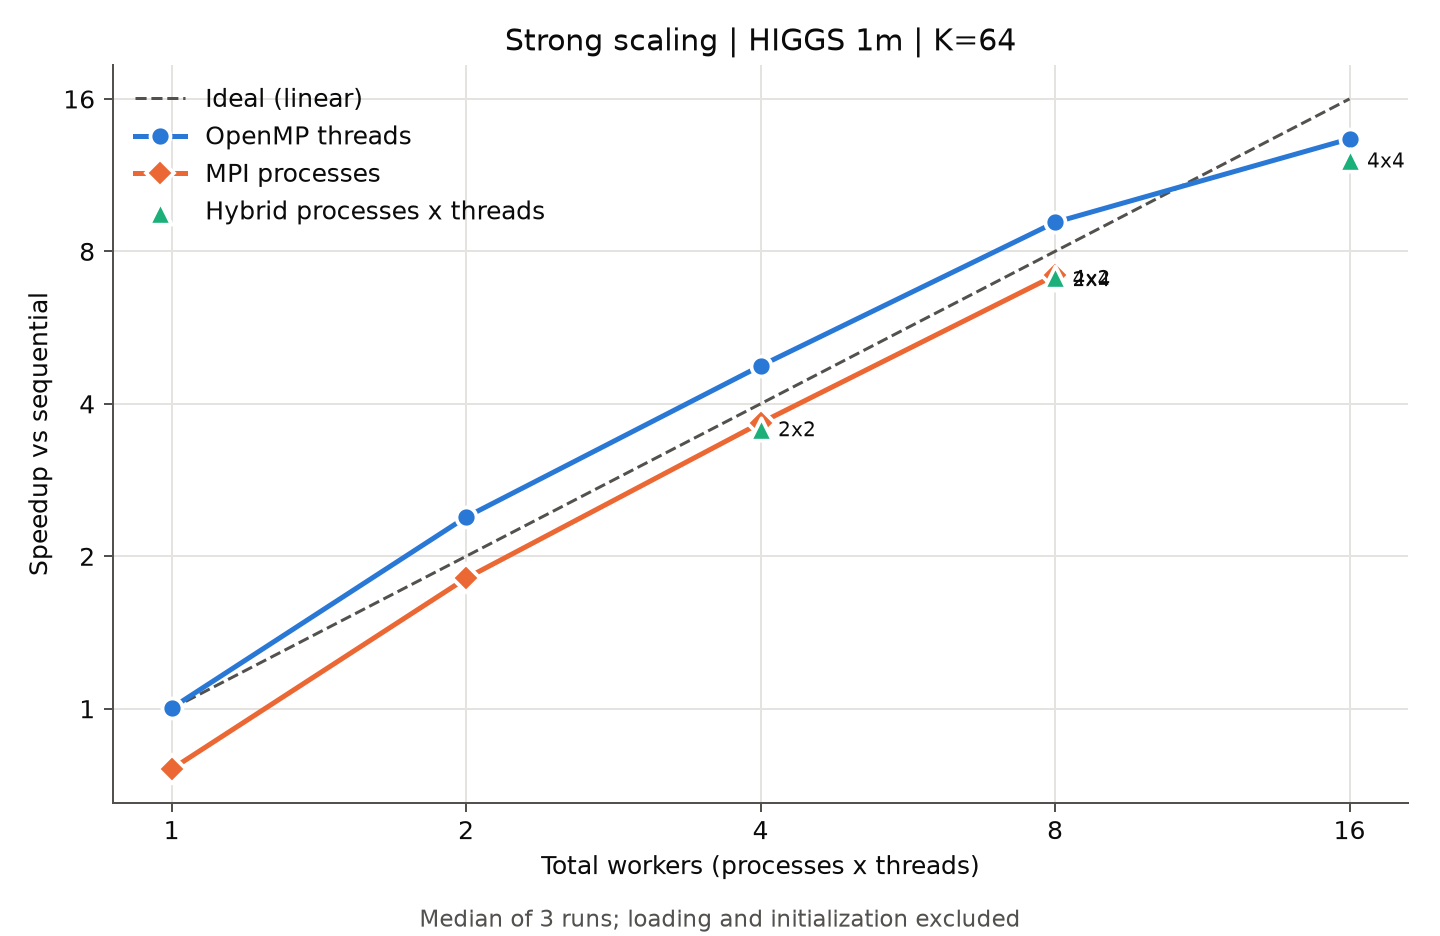 Strong scaling | HIGGS 1m | K=64
Ideal (linear)
OpenMP threads
MPI processes
Hybrid processes x threads
16
8
4
2
1
Speedup vs sequential
4x4
2x2
1
2
4
8
16
Total workers (processes x threads)
Median of 3 runs; loading and initialization excluded